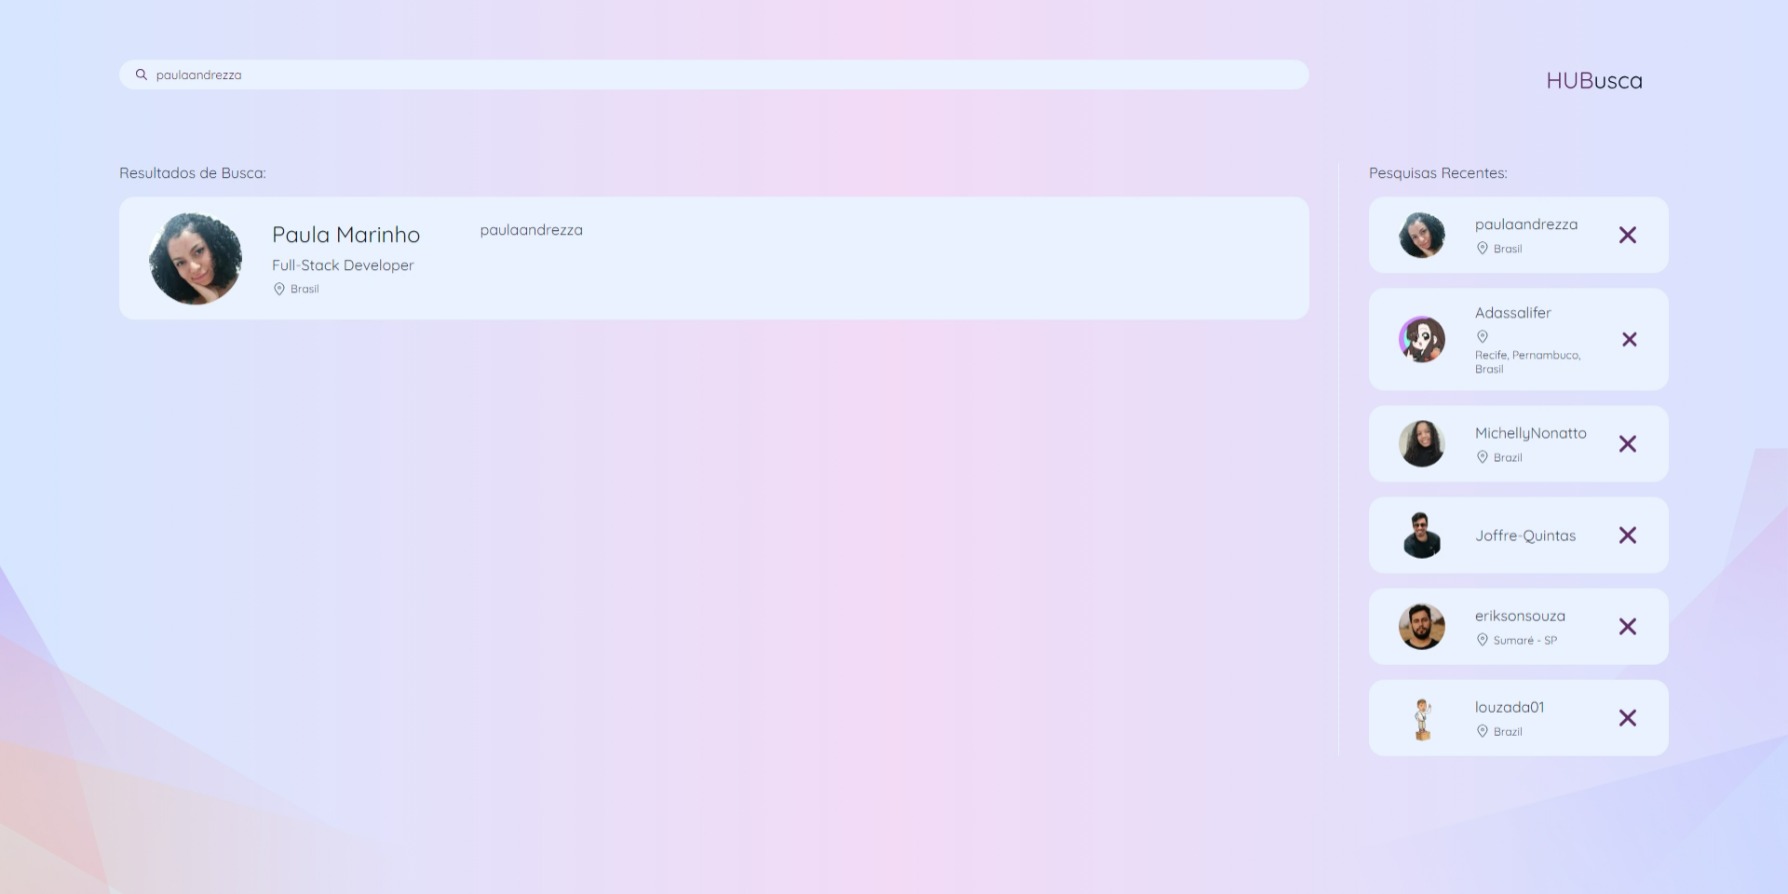 paulaandrezza
HUBusca
Resultados de Busca:
Paula Marinho
paulaandrezza
Full-Stack Developer
Brasil
Pesquisas Recentes:
paulaandrezza
Brasil
Adassalifer
Recife, Pernambuco,
Brasil
MichellyNonatto
Brazil
Joffre-Quintas
eriksonsouza
Sumaré - SP
louzada01
Brazil